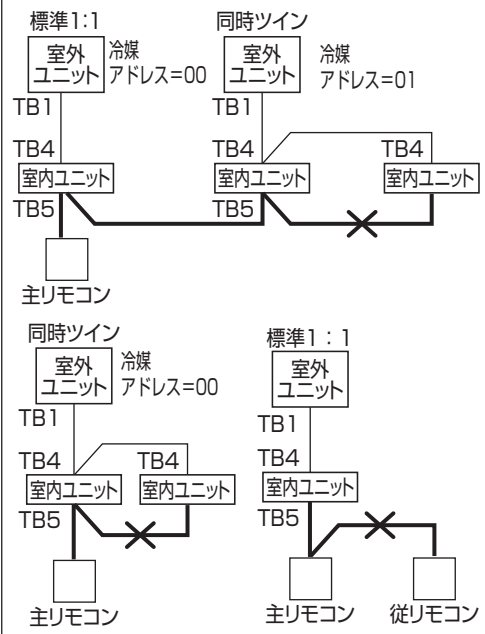 標準1:1
室外
ユニット
冷媒
アドレス=00
TB1
TB4
室内ユニット
TB5
主リモコン
同時ツイン
室外
ユニット
冷媒
アドレス=01
TB1
TB4
室内ユニット
TB5
TB4
室内ユニット
同時ツイン
室外
ユニット
冷媒
アドレス=00
TB1
TB4
室内ユニット
TB5
TB4
室内ユニット
主リモコン
標準1:1
室外
ユニット
TB1
TB4
室内ユニット
TB5
主リモコン
従リモコン